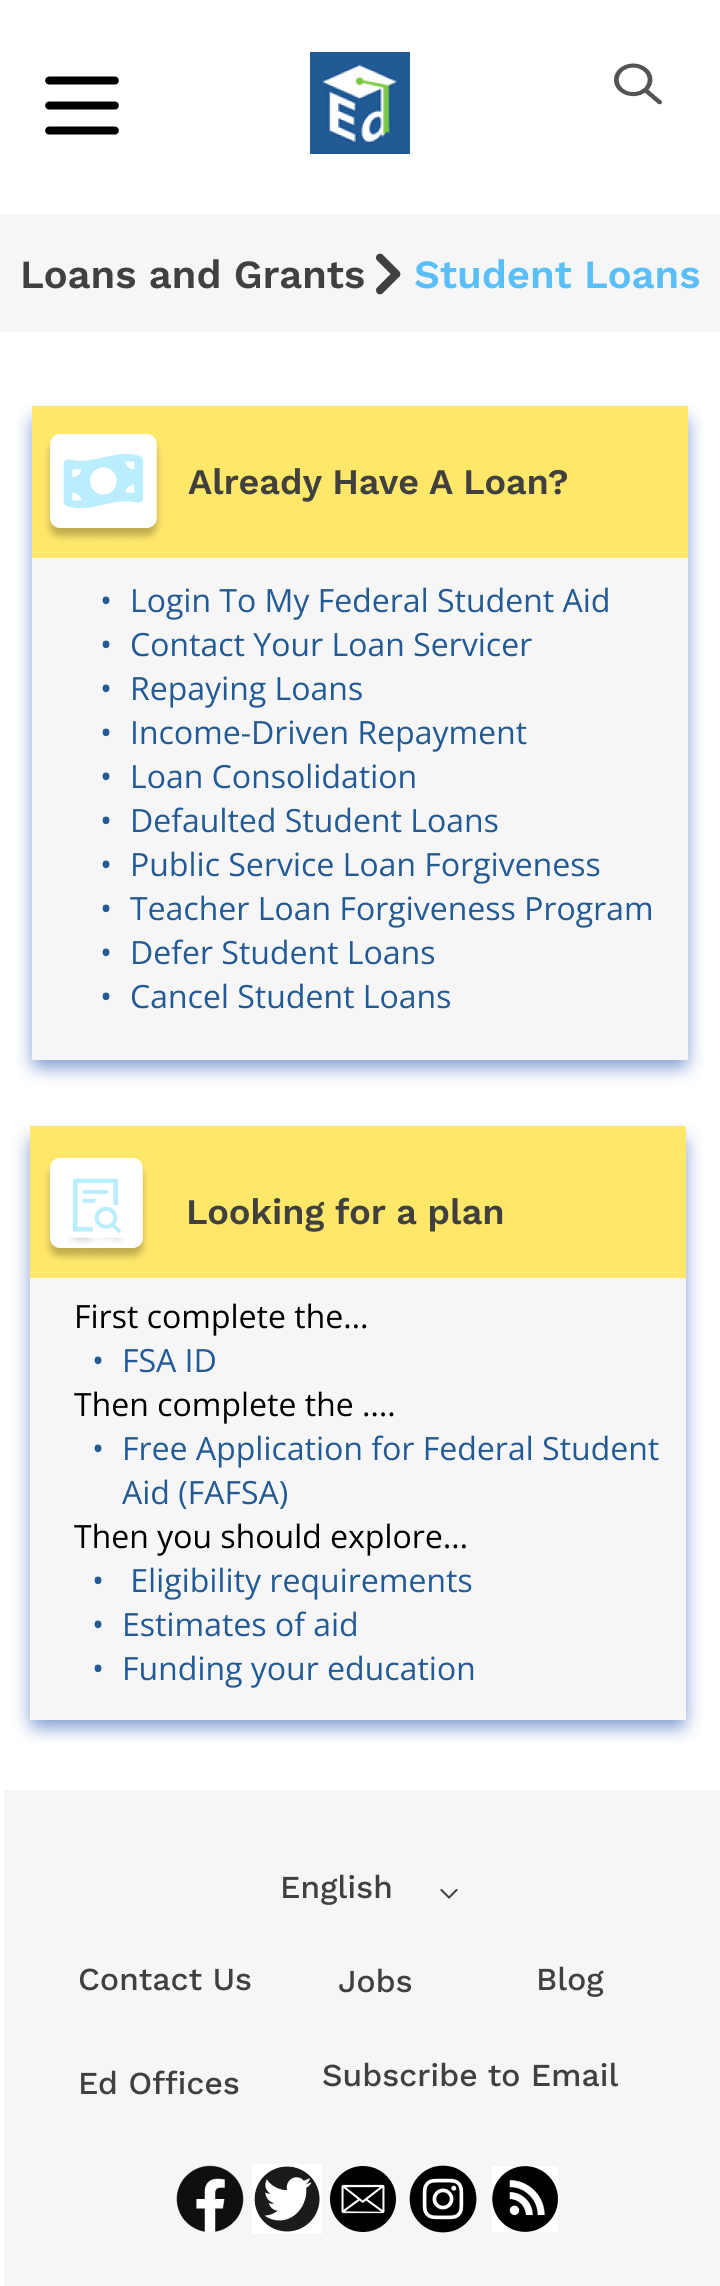 Ed
Loans and Grants Student Loans
Already Have A Loan?
• Login To My Federal Student Aid
• Contact Your Loan Servicer
• Repaying Loans
• Income-Driven Repayment
• Loan Consolidation
• Defaulted Student Loans
• Public Service Loan Forgiveness
• Teacher Loan Forgiveness Program
• Defer Student Loans
• Cancel Student Loans
Looking for a plan
First complete the...
• FSA ID
Then complete the ....
• Free Application for Federal Student
Aid (FAFSA)
Then you should explore...
• Eligibility requirements
• Estimates of aid
• Funding your education
English
Contact Us Jobs Blog
Ed Offices Subscribe to Email